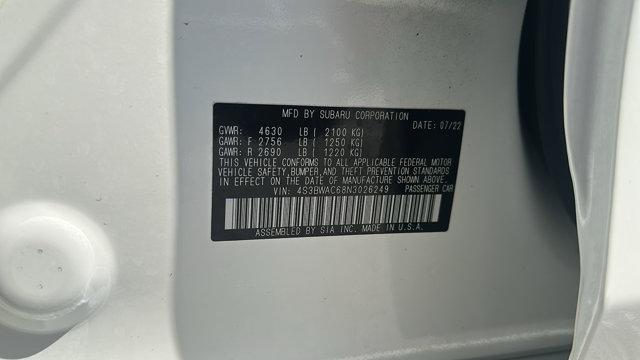 MFD BY SUBARU CORPORATION
DATE: 07/22
GVWR: 4630 LB ( 2100 KG)
GAWR: F 2756 LB ( 1250 KG)
GAWR: R 2690 LB ( 1220 KG)
THIS VEHICLE CONFORMS TO ALL APPLICABLE FEDERAL MOTOR
VEHICLE SAFETY, BUMPER, AND THEFT PREVENTION STANDARDS
IN EFFECT ON THE DATE OF MANUFACTURE SHOWN ABOVE.
VIN: 4S3BWAC68N3026249 PASSENGER CAR
ASSEMBLED BY SIA INC. MADE IN U.S.A.